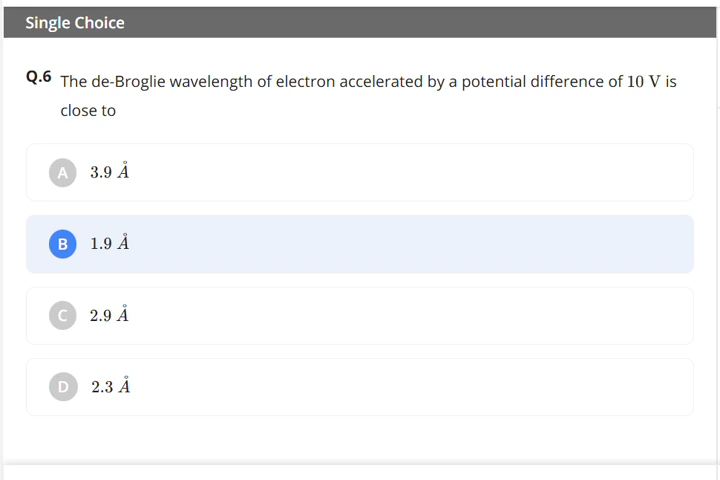 Single Choice
Q.6 The de-Broglie wavelength of electron accelerated by a potential difference of 10 V is
close to
A 3.9 Å
B 1.9 Å
C 2.9 Å
D 2.3 Å